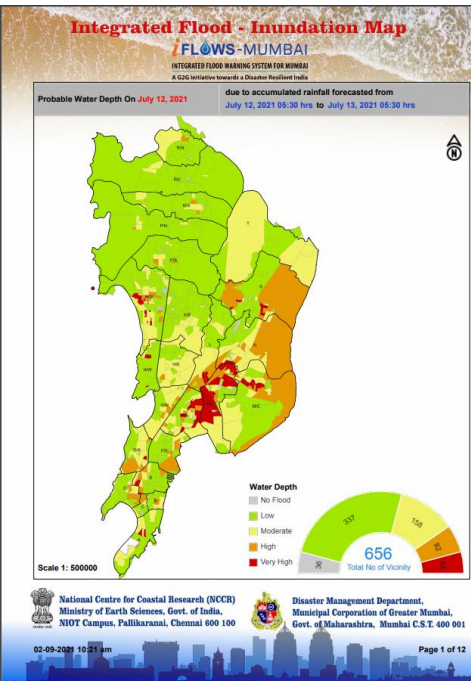 Integrated Flood - Inundation Map
iFLOWS-MUMBAI
INTEGRATED FLOOD WARNING SYSTEM FOR MUMBAI
A G2G Initiative towards a Disaster Resilient India
Probable Water Depth On July 12, 2021
due to accumulated rainfall forecasted from
July 12, 2021 05:30 hrs to July 13, 2021 05:30 hrs
N
R/N
R/C
P/N
T
P/S
S
N
Water Depth
No Flood
Low
Moderate
High
Very High
36
337
158
82
656
Total No of Vicinity
Scale 1: 500000
National Centre for Coastal Research (NCCR)
Ministry of Earth Sciences, Govt. of India,
NIOT Campus, Pallikaranai, Chennai 600 100
Disaster Management Department,
Municipal Corporation of Greater Mumbai,
Govt. of Maharashtra, Mumbai C.S.T. 400 001
02-09-2021 10:21 am
Page 1 of 12